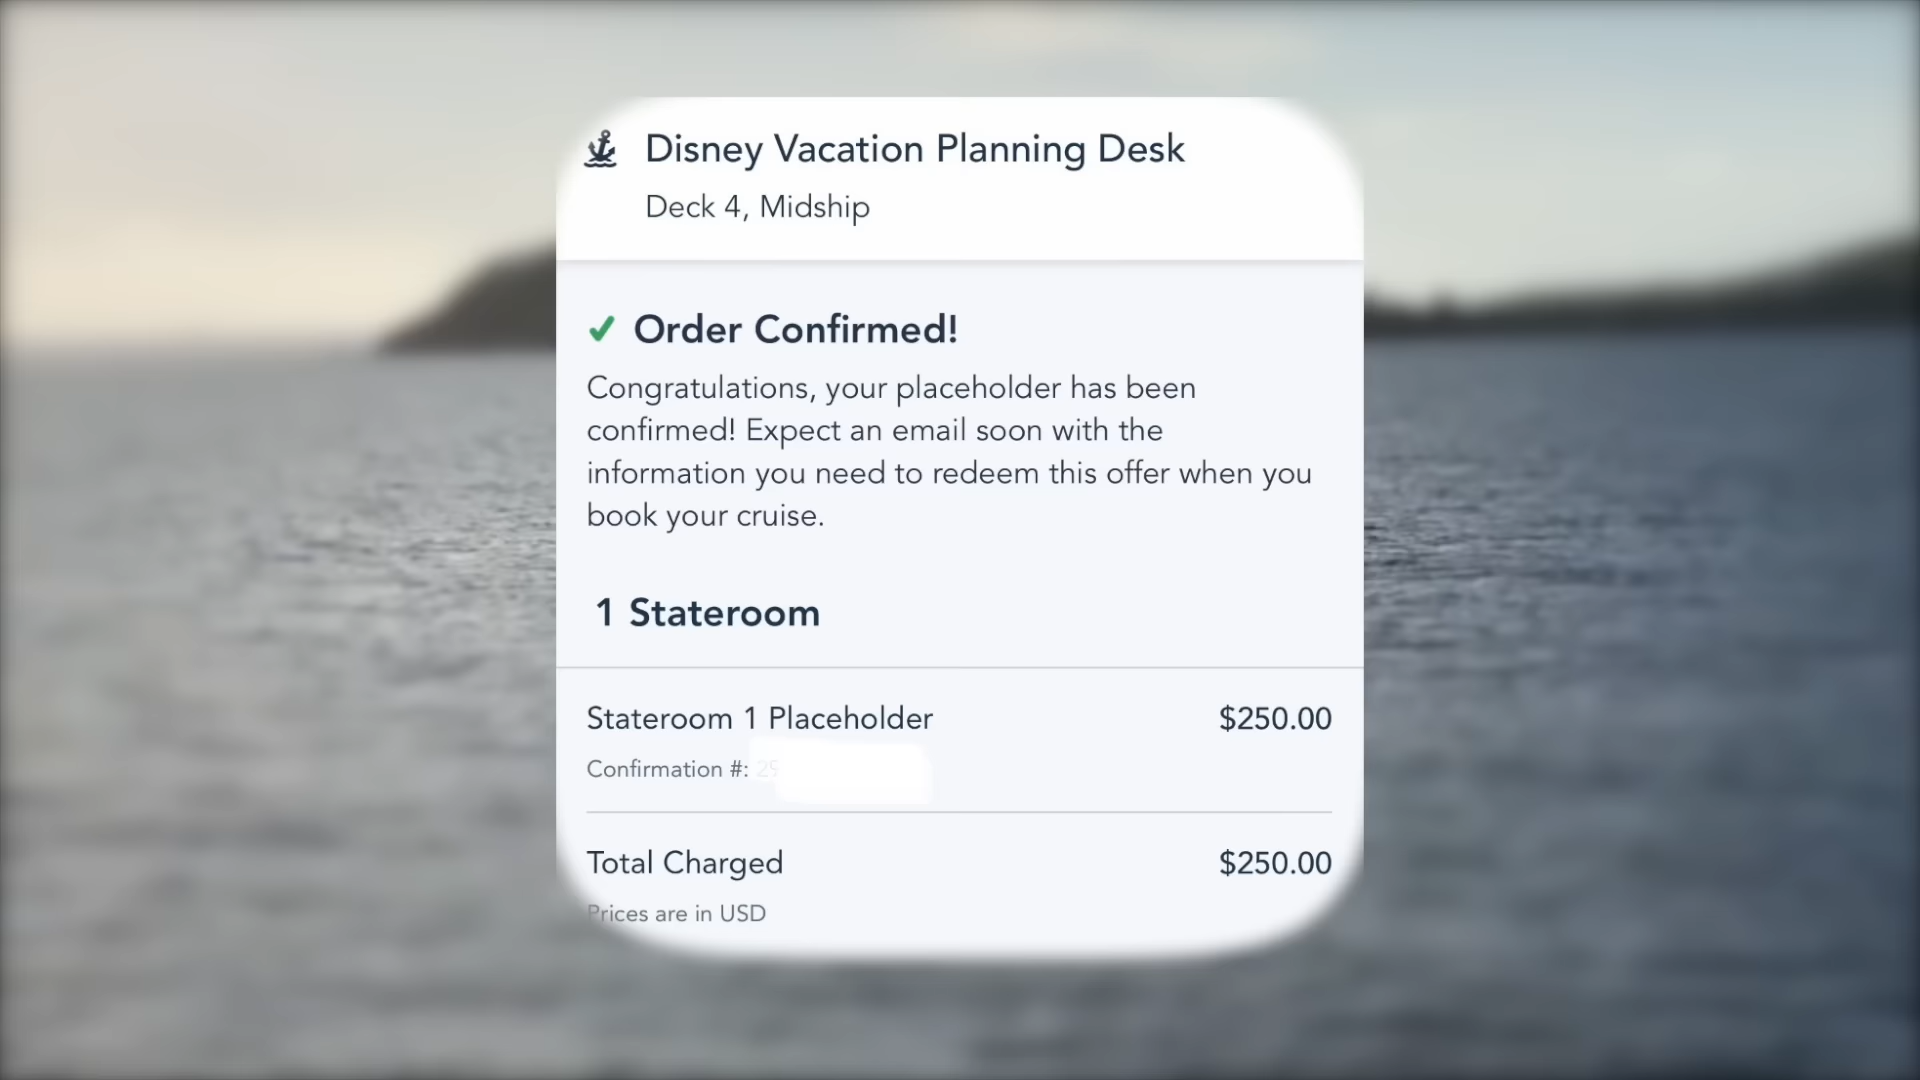 Disney Vacation Planning Desk
Deck 4, Midship
Order Confirmed!
Congratulations, your placeholder has been
confirmed! Expect an email soon with the
information you need to redeem this offer when you
book your cruise.
1 Stateroom
Stateroom 1 Placeholder $250.00
Confirmation #: 29
Total Charged $250.00
Prices are in USD